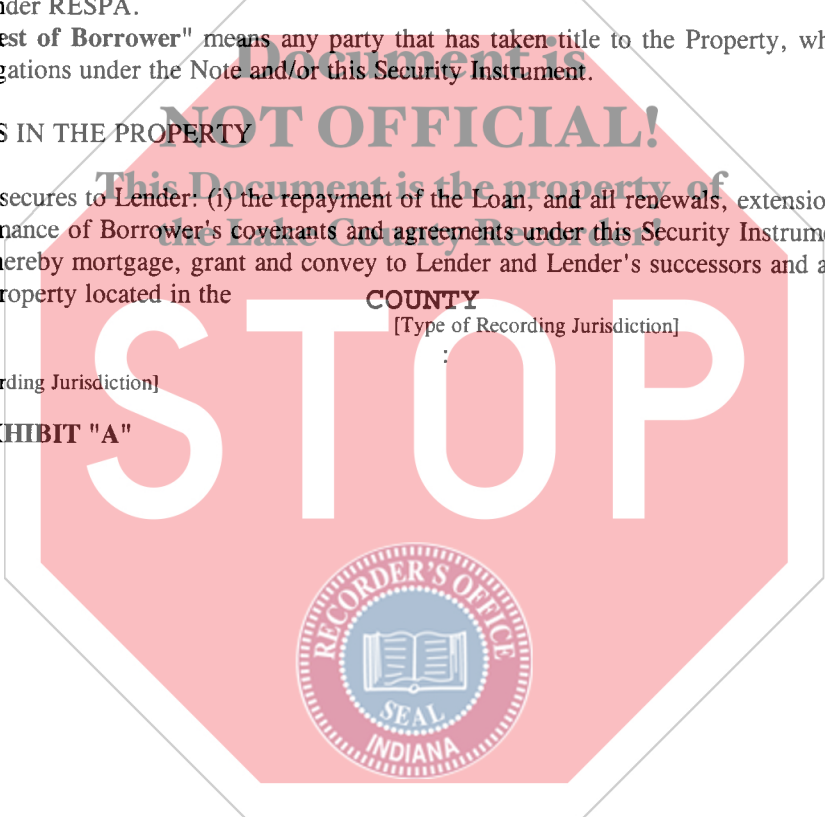 nder RESPA.
est of Borrower" means any party that has taken title to the Property, wh
Document is
gations under the Note and/or this Security Instrument.
NOT OFFICIAL!
S IN THE PROPERTY
This Document is the property of
secures to Lender: (i) the repayment of the Loan, and all renewals, extensio
the Lake County Recorder!
nance of Borrower's covenants and agreements under this Security Instrume
hereby mortgage, grant and convey to Lender and Lender's successors and a
roperty located in the COUNTY
[Type of Recording Jurisdiction]
:
rding Jurisdiction]
XHIBIT "A"
STOP
RECORDER'S OFFICE
SEAL
INDIANA